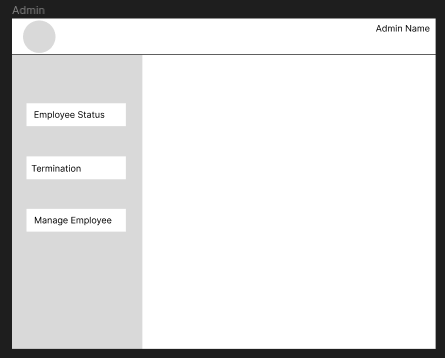 Admin
Admin Name
Employee Status
Termination
Manage Employee